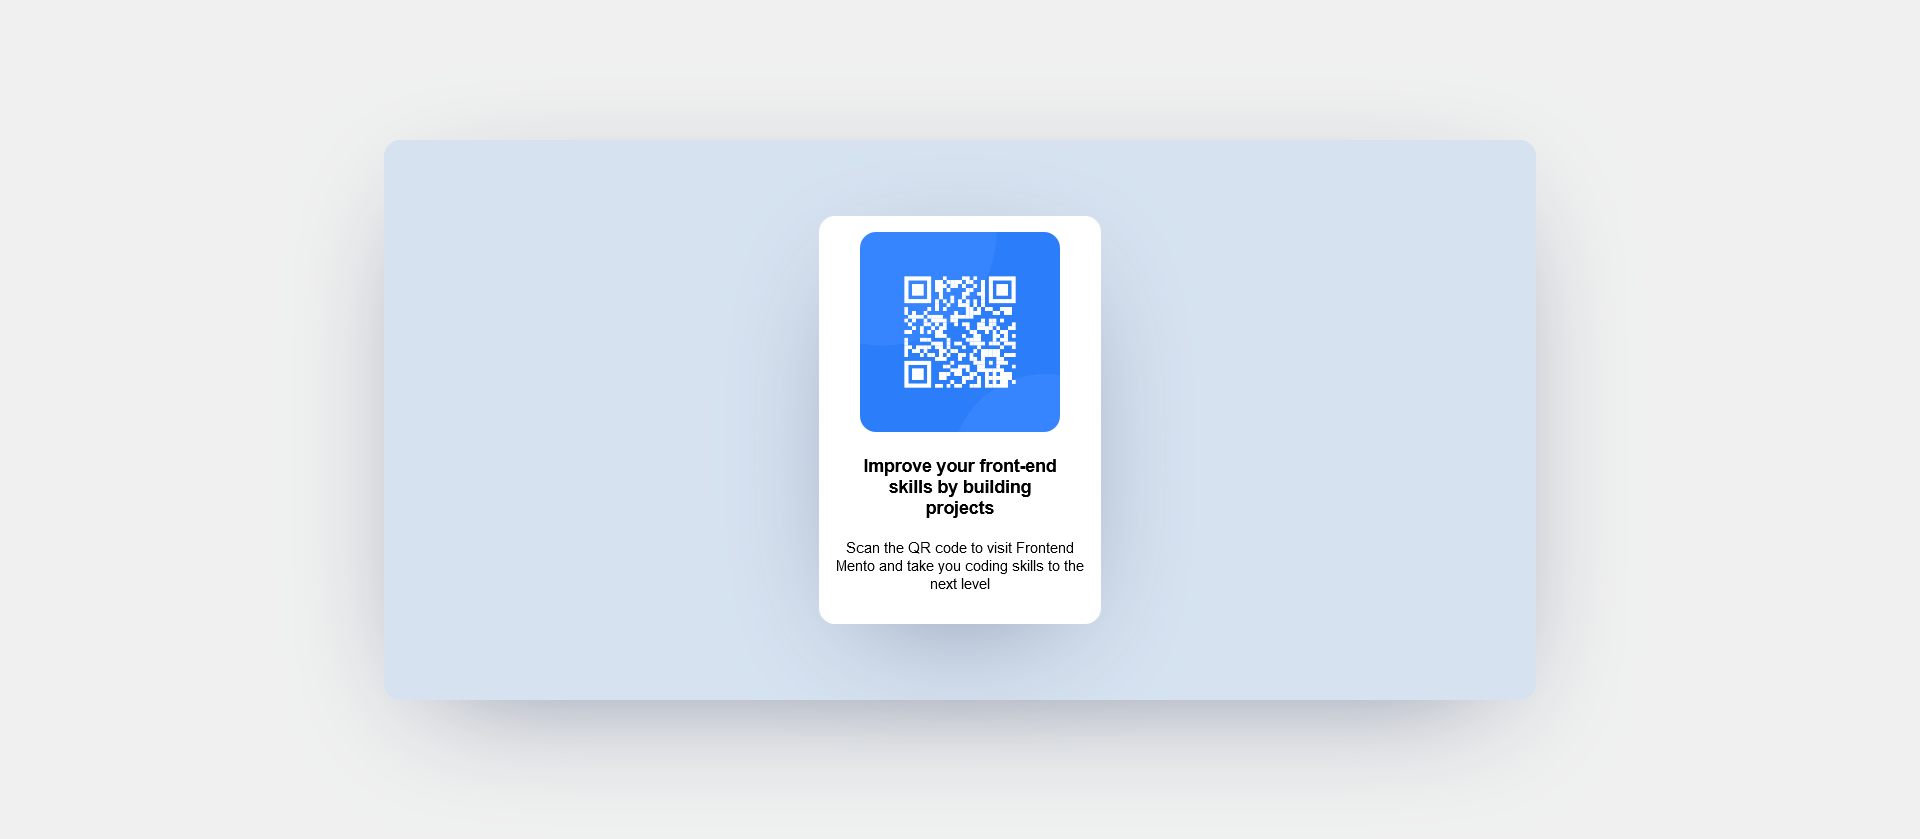 Improve your front-end
skills by building
projects
Scan the QR code to visit Frontend
Mento and take you coding skills to the
next level